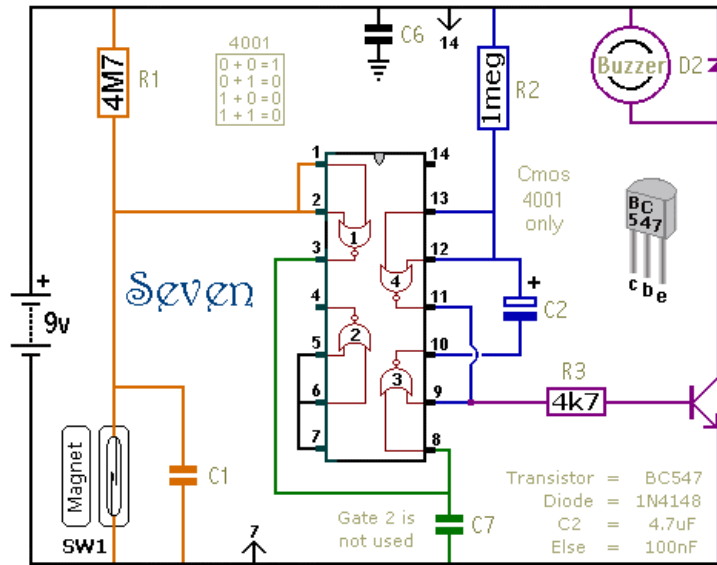 4M7
R1
4001
0 + 0 = 1
0 + 1 = 0
1 + 0 = 0
1 + 1 = 0
C6
14
1meg
R2
Buzzer
D2
1
2
3
4
5
6
7
14
13
12
11
10
9
8
1
2
3
4
Cmos
4001
only
BC
547
c b e
+
9v
Seven
+
C2
R3
4k7
Magnet
SW1
C1
7
Gate 2 is
not used
C7
Transistor = BC547
Diode = 1N4148
C2 = 4.7uF
Else = 100nF